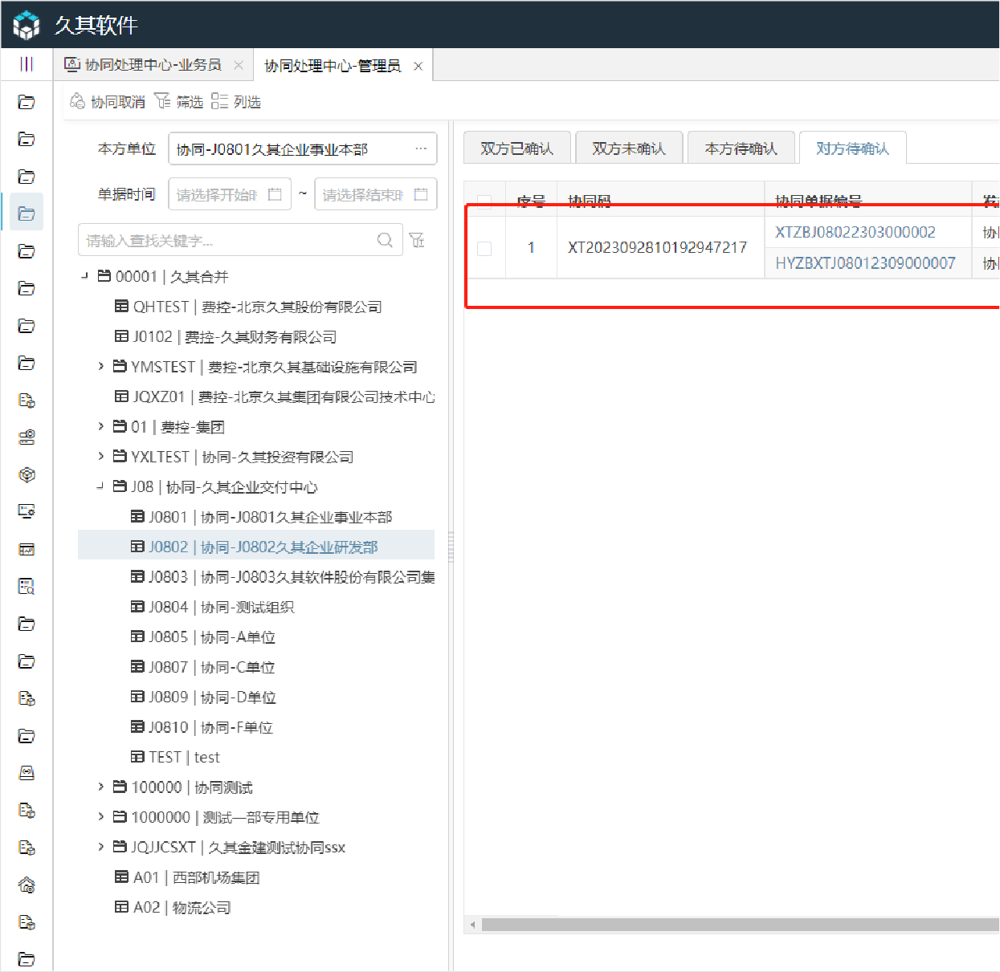 久其软件
协同处理中心-业务员
协同处理中心-管理员
协同取消 筛选 列选
本方单位 协同-J0801久其企业事业本部
单据时间 请选择开始时 ~ 请选择结束时
请输入查找关键字...
00001 | 久其合并
QHTEST | 费控-北京久其股份有限公司
J0102 | 费控-久其财务有限公司
YMSTEST | 费控-北京久其基础设施有限公司
JQXZ01 | 费控-北京久其集团有限公司技术中心
01 | 费控-集团
YXLTEST | 协同-久其投资有限公司
J08 | 协同-久其企业交付中心
J0801 | 协同-J0801久其企业事业本部
J0802 | 协同-J0802久其企业研发部
J0803 | 协同-J0803久其软件股份有限公司集
J0804 | 协同-测试组织
J0805 | 协同-A单位
J0807 | 协同-C单位
J0809 | 协同-D单位
J0810 | 协同-F单位
TEST | test
100000 | 协同测试
1000000 | 测试一部专用单位
JQJJCSXT | 久其金建测试协同ssx
A01 | 西部机场集团
A02 | 物流公司
双方已确认 双方未确认 本方待确认 对方待确认
序号 协同码 协同单据编号
1 XT2023092810192947217
XTZBJ08022303000002 协
HYZBXTJ08012309000007 协